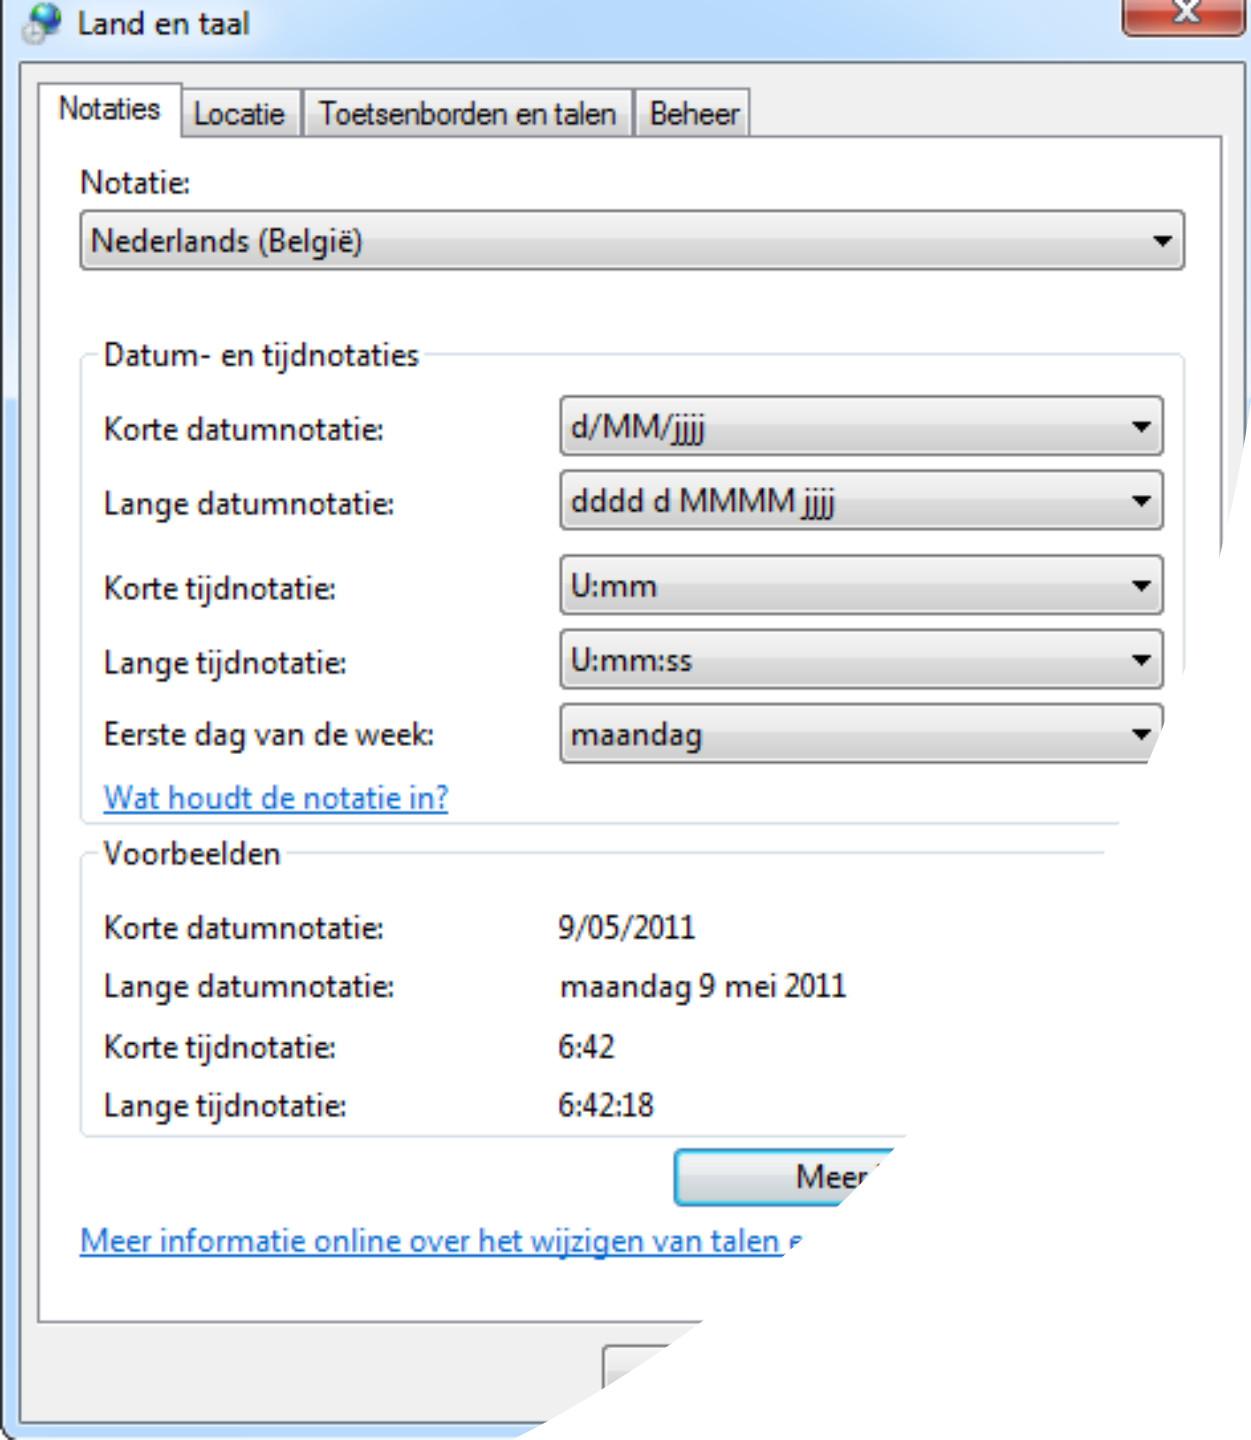 Land en taal
Notaties Locatie Toetsenborden en talen Beheer
Notatie:
Nederlands (België)
Datum- en tijdnotaties
Korte datumnotatie: d/MM/jjjj
Lange datumnotatie: dddd d MMMM jjjj
Korte tijdnotatie: U:mm
Lange tijdnotatie: U:mm:ss
Eerste dag van de week: maandag
Wat houdt de notatie in?
Voorbeelden
Korte datumnotatie: 9/05/2011
Lange datumnotatie: maandag 9 mei 2011
Korte tijdnotatie: 6:42
Lange tijdnotatie: 6:42:18
Meer
Meer informatie online over het wijzigen van talen